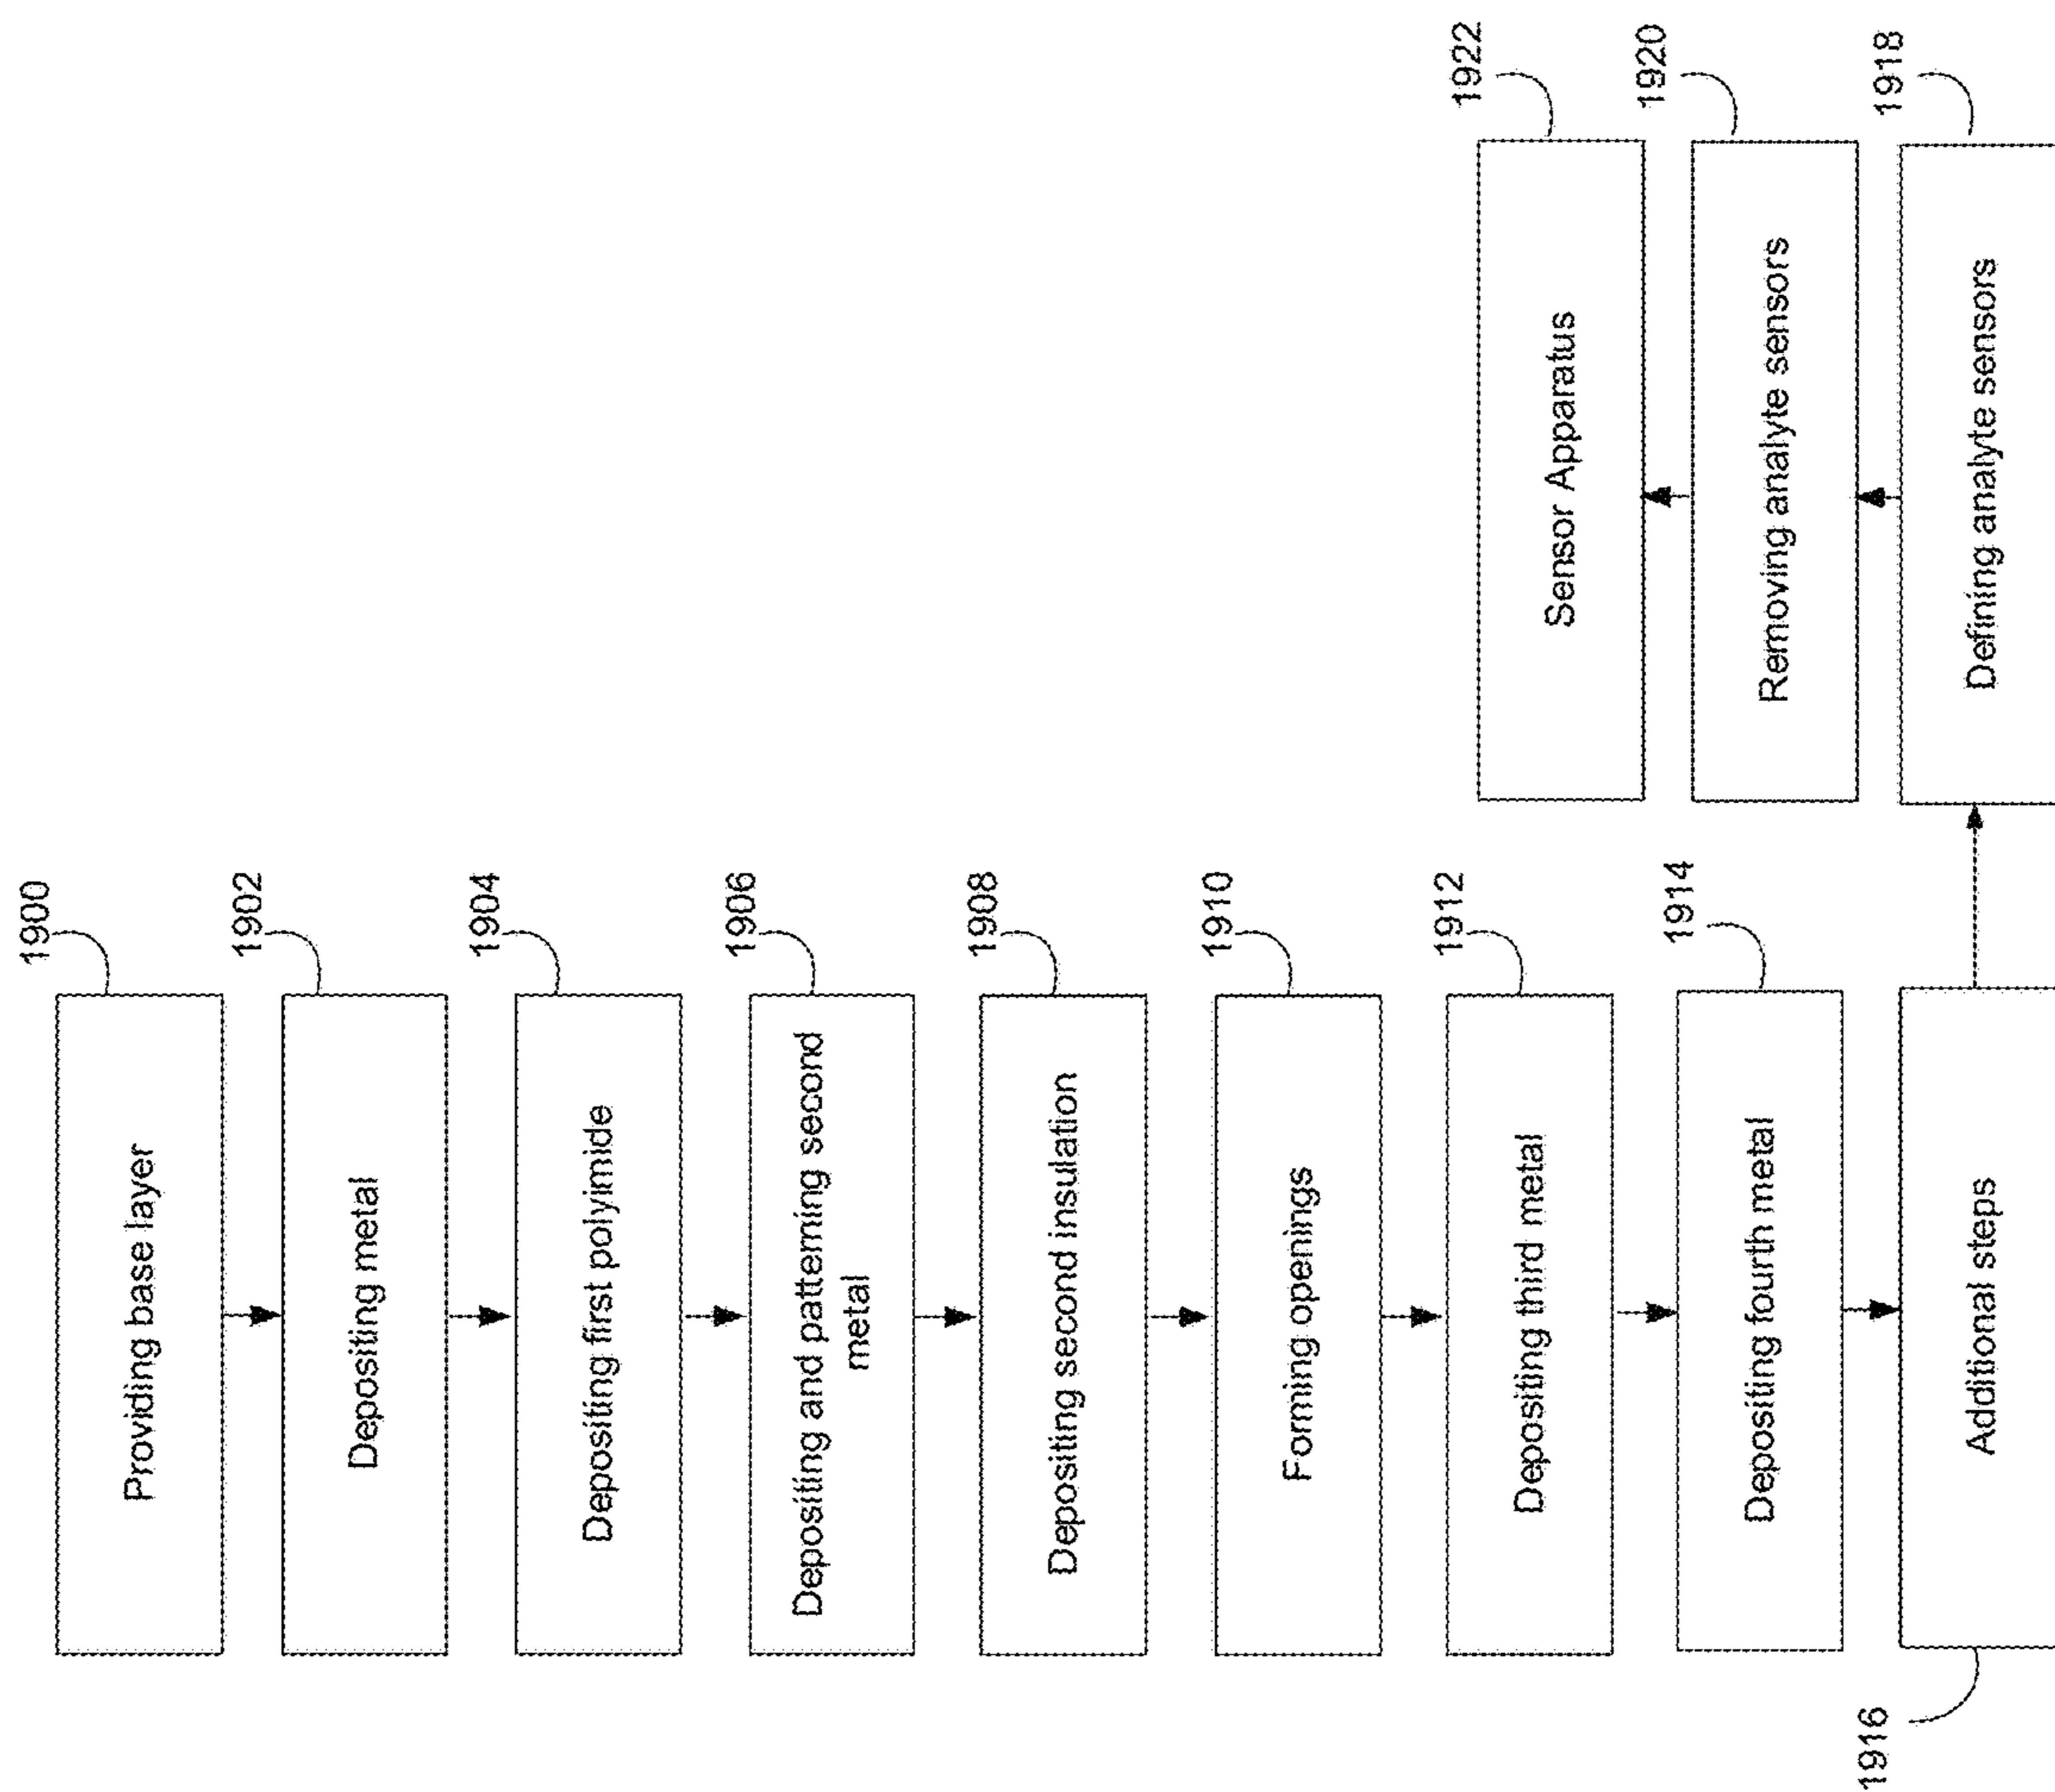 1900
Providing base layer
1902
Depositing metal
1904
Depositing first polyimide
1906
Depositing and patterning second
metal
1908
Depositing second insulation
1910
Forming openings
1912
Depositing third metal
1914
Depositing fourth metal
1916
Additional steps
1918
Defining analyte sensors
1920
Removing analyte sensors
1922
Sensor Apparatus